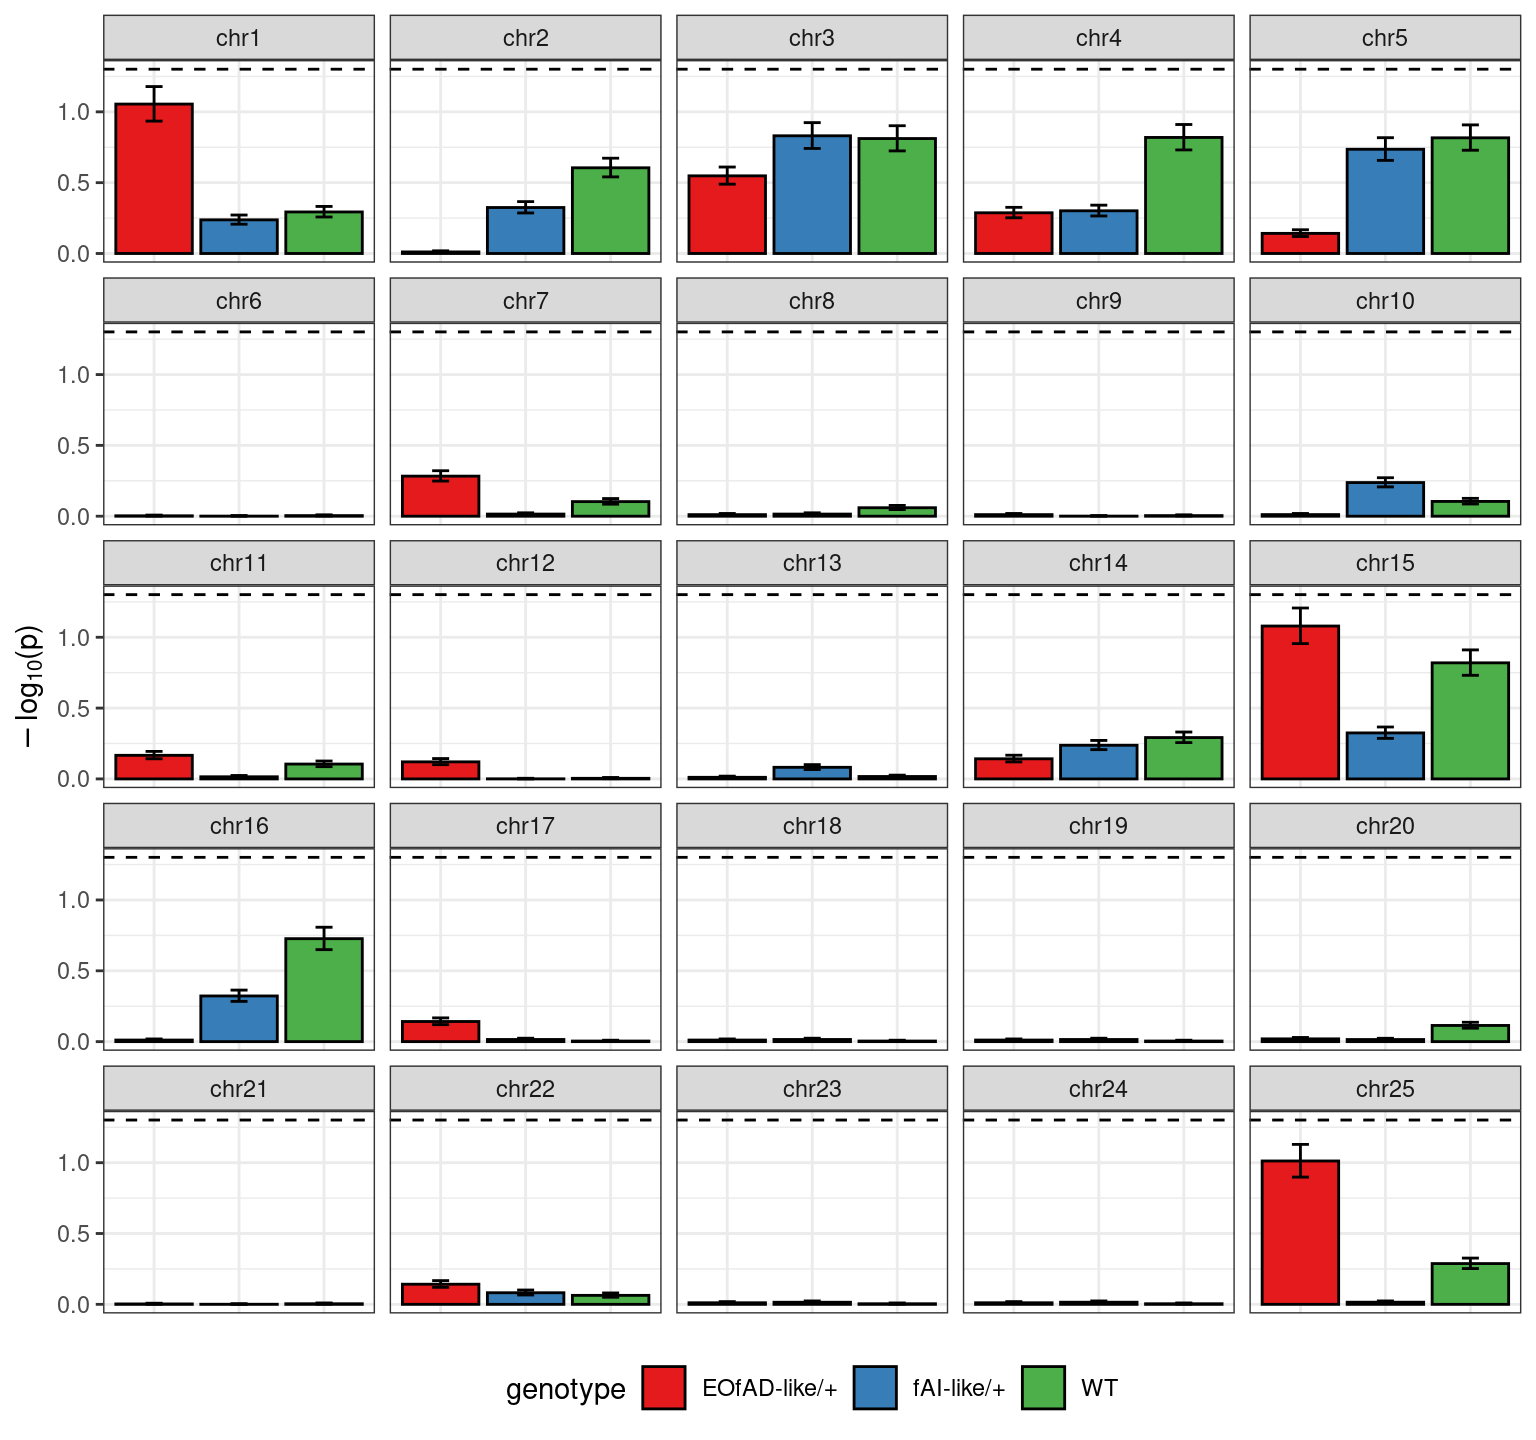 chr1 chr2 chr3 chr4 chr5
1.0
0.5
0.0
chr6 chr7 chr8 chr9 chr10
1.0
0.5
0.0
chr11 chr12 chr13 chr14 chr15
1.0
0.5
0.0
− log₁₀(p)
chr16 chr17 chr18 chr19 chr20
1.0
0.5
0.0
chr21 chr22 chr23 chr24 chr25
1.0
0.5
0.0
genotype EOfAD-like/+ fAI-like/+ WT